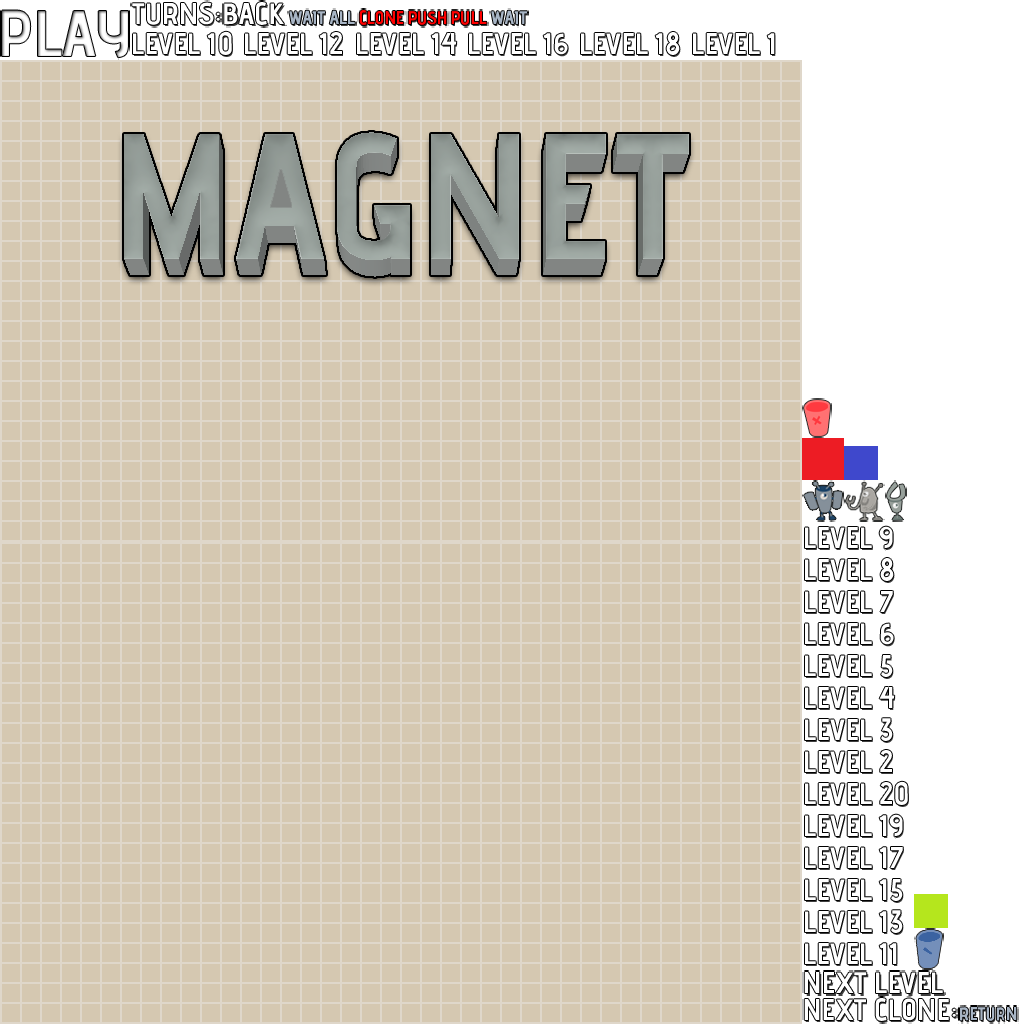 PLAY
TURNS: BACK WAIT ALL CLONE PUSH PULL WAIT
LEVEL 10 LEVEL 12 LEVEL 14 LEVEL 16 LEVEL 18 LEVEL 1
MAGNET
LEVEL 9
LEVEL 8
LEVEL 7
LEVEL 6
LEVEL 5
LEVEL 4
LEVEL 3
LEVEL 2
LEVEL 20
LEVEL 19
LEVEL 17
LEVEL 15
LEVEL 13
LEVEL 11
NEXT LEVEL
NEXT CLONE :RETURN